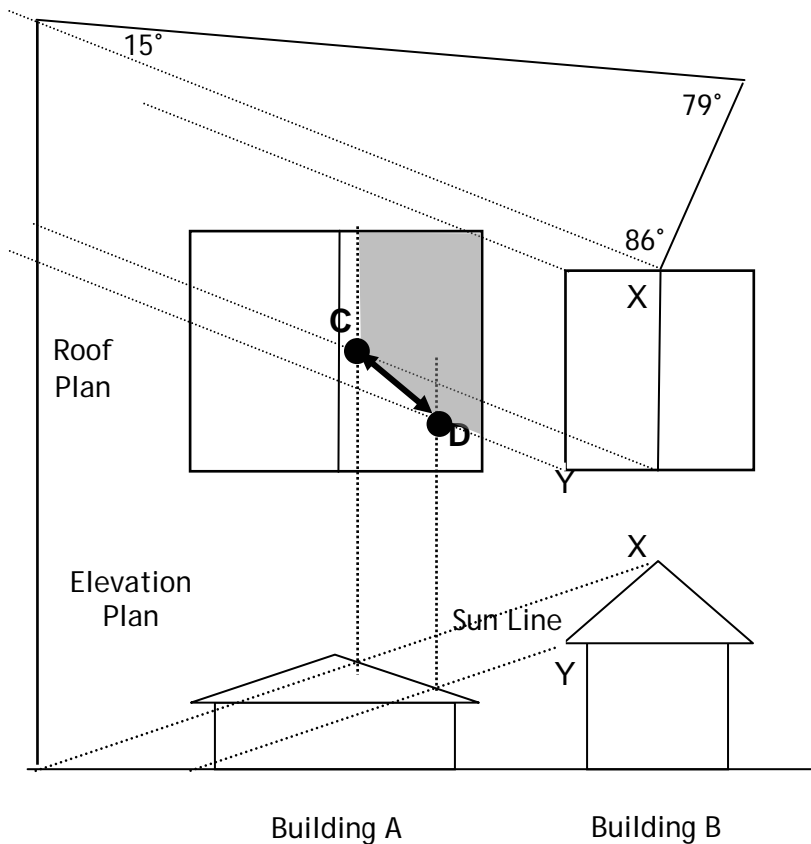 15˚
79˚
86˚
X
C
Roof
Plan
D
Y
X
Elevation
Plan
Sun Line
Y
Building A
Building B